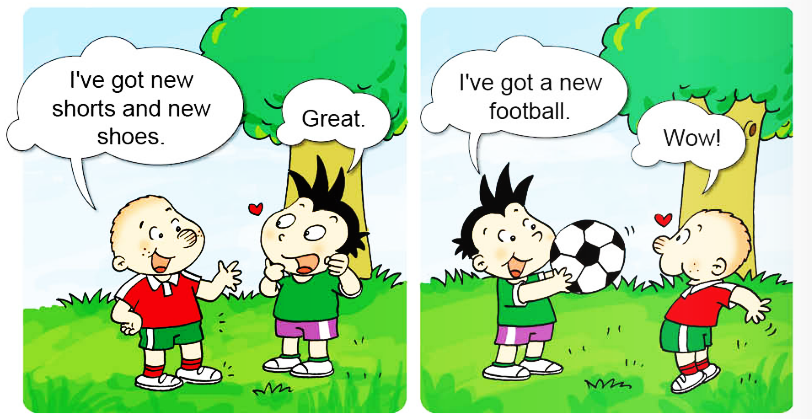 I've got new
shorts and new
shoes.
Great.
I've got a new
football.
Wow!